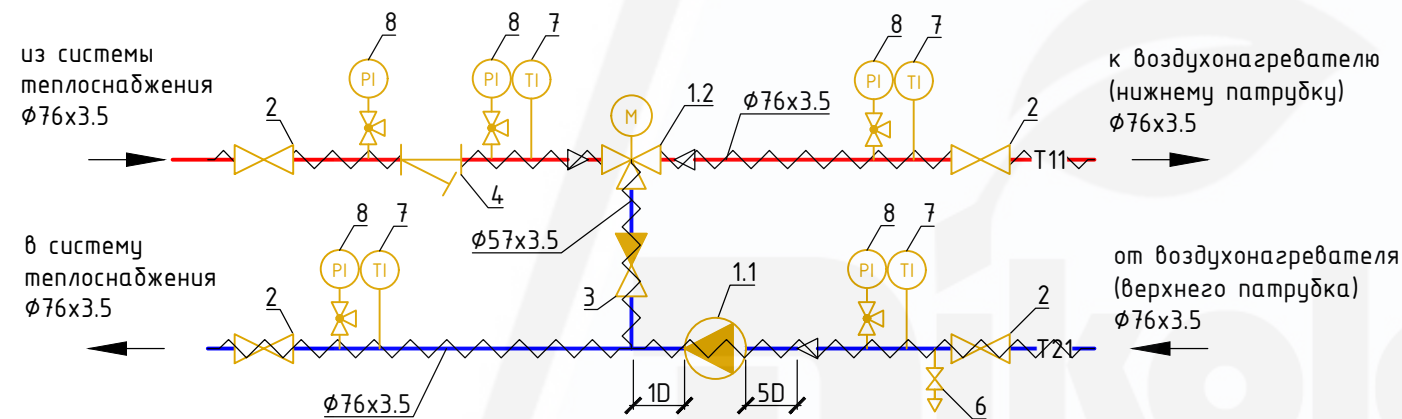 из системы
теплоснабжения
Ф76х3.5
8
8
7
8
7
2
PI
PI
TI
M
1.2
Ф76х3.5
PI
TI
2
к воздухонагревателю
(нижнему патрубку)
Ф76х3.5
T11
4
в систему
теплоснабжения
Ф76х3.5
8
7
Ф57х3.5
8
7
2
PI
TI
3
1.1
PI
TI
2
от воздухонагревателя
(верхнего патрубка)
Ф76х3.5
T21
Ф76х3.5
1D
5D
6